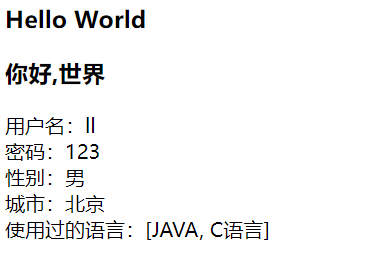 Hello World
你好,世界
用户名：ll
密码：123
性别：男
城市：北京
使用过的语言：[JAVA, C语言]